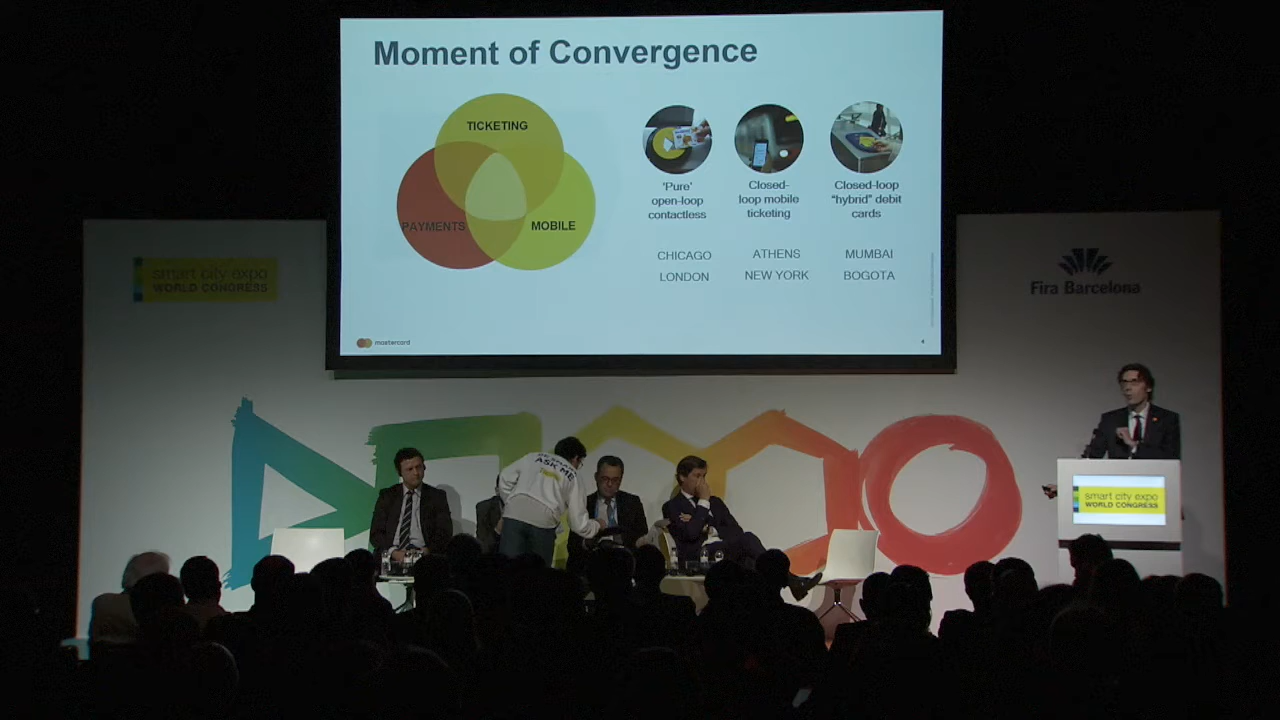 Moment of Convergence
TICKETING
PAYMENTS
MOBILE
'Pure'
open-loop
contactless
Closed-
loop mobile
ticketing
Closed-loop
"hybrid" debit
cards
CHICAGO
LONDON
ATHENS
NEW YORK
MUMBAI
BOGOTA
mastercard
4
smart city expo
WORLD CONGRESS
Fira Barcelona
ASK ME
smart city expo
WORLD CONGRESS